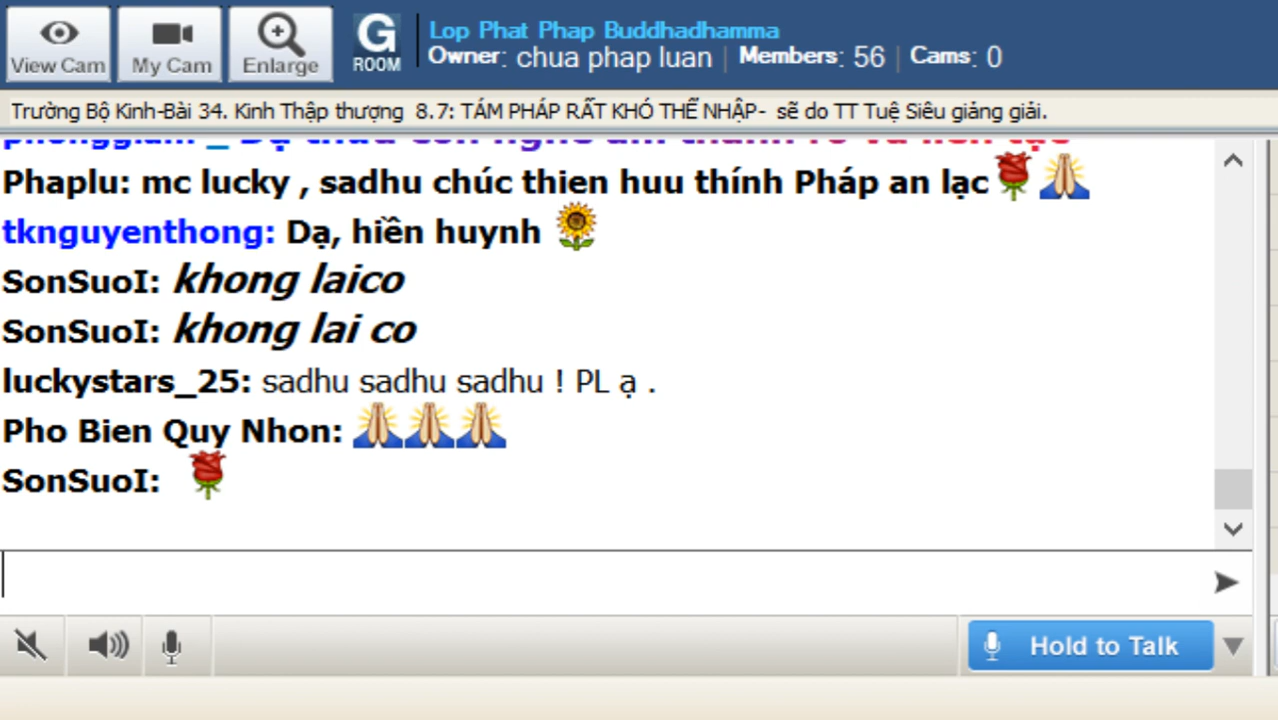 Lop Phat Phap Buddhadhamma
View Cam My Cam Enlarge G ROOM Owner: chua phap luan | Members: 56 | Cams: 0
Trường Bộ Kinh-Bài 34. Kinh Thập thượng 8.7: TÁM PHÁP RẤT KHÓ THỂ NHẬP- sẽ do TT Tuệ Siêu giảng giải.
Phaplu: mc lucky , sadhu chúc thien huu thính Pháp an lạc
tknguyenthong: Dạ, hiền huynh
SonSuoI: khong laico
SonSuoI: khong lai co
luckystars_25: sadhu sadhu sadhu ! PL ạ .
Pho Bien Quy Nhon:
SonSuoI:
Hold to Talk